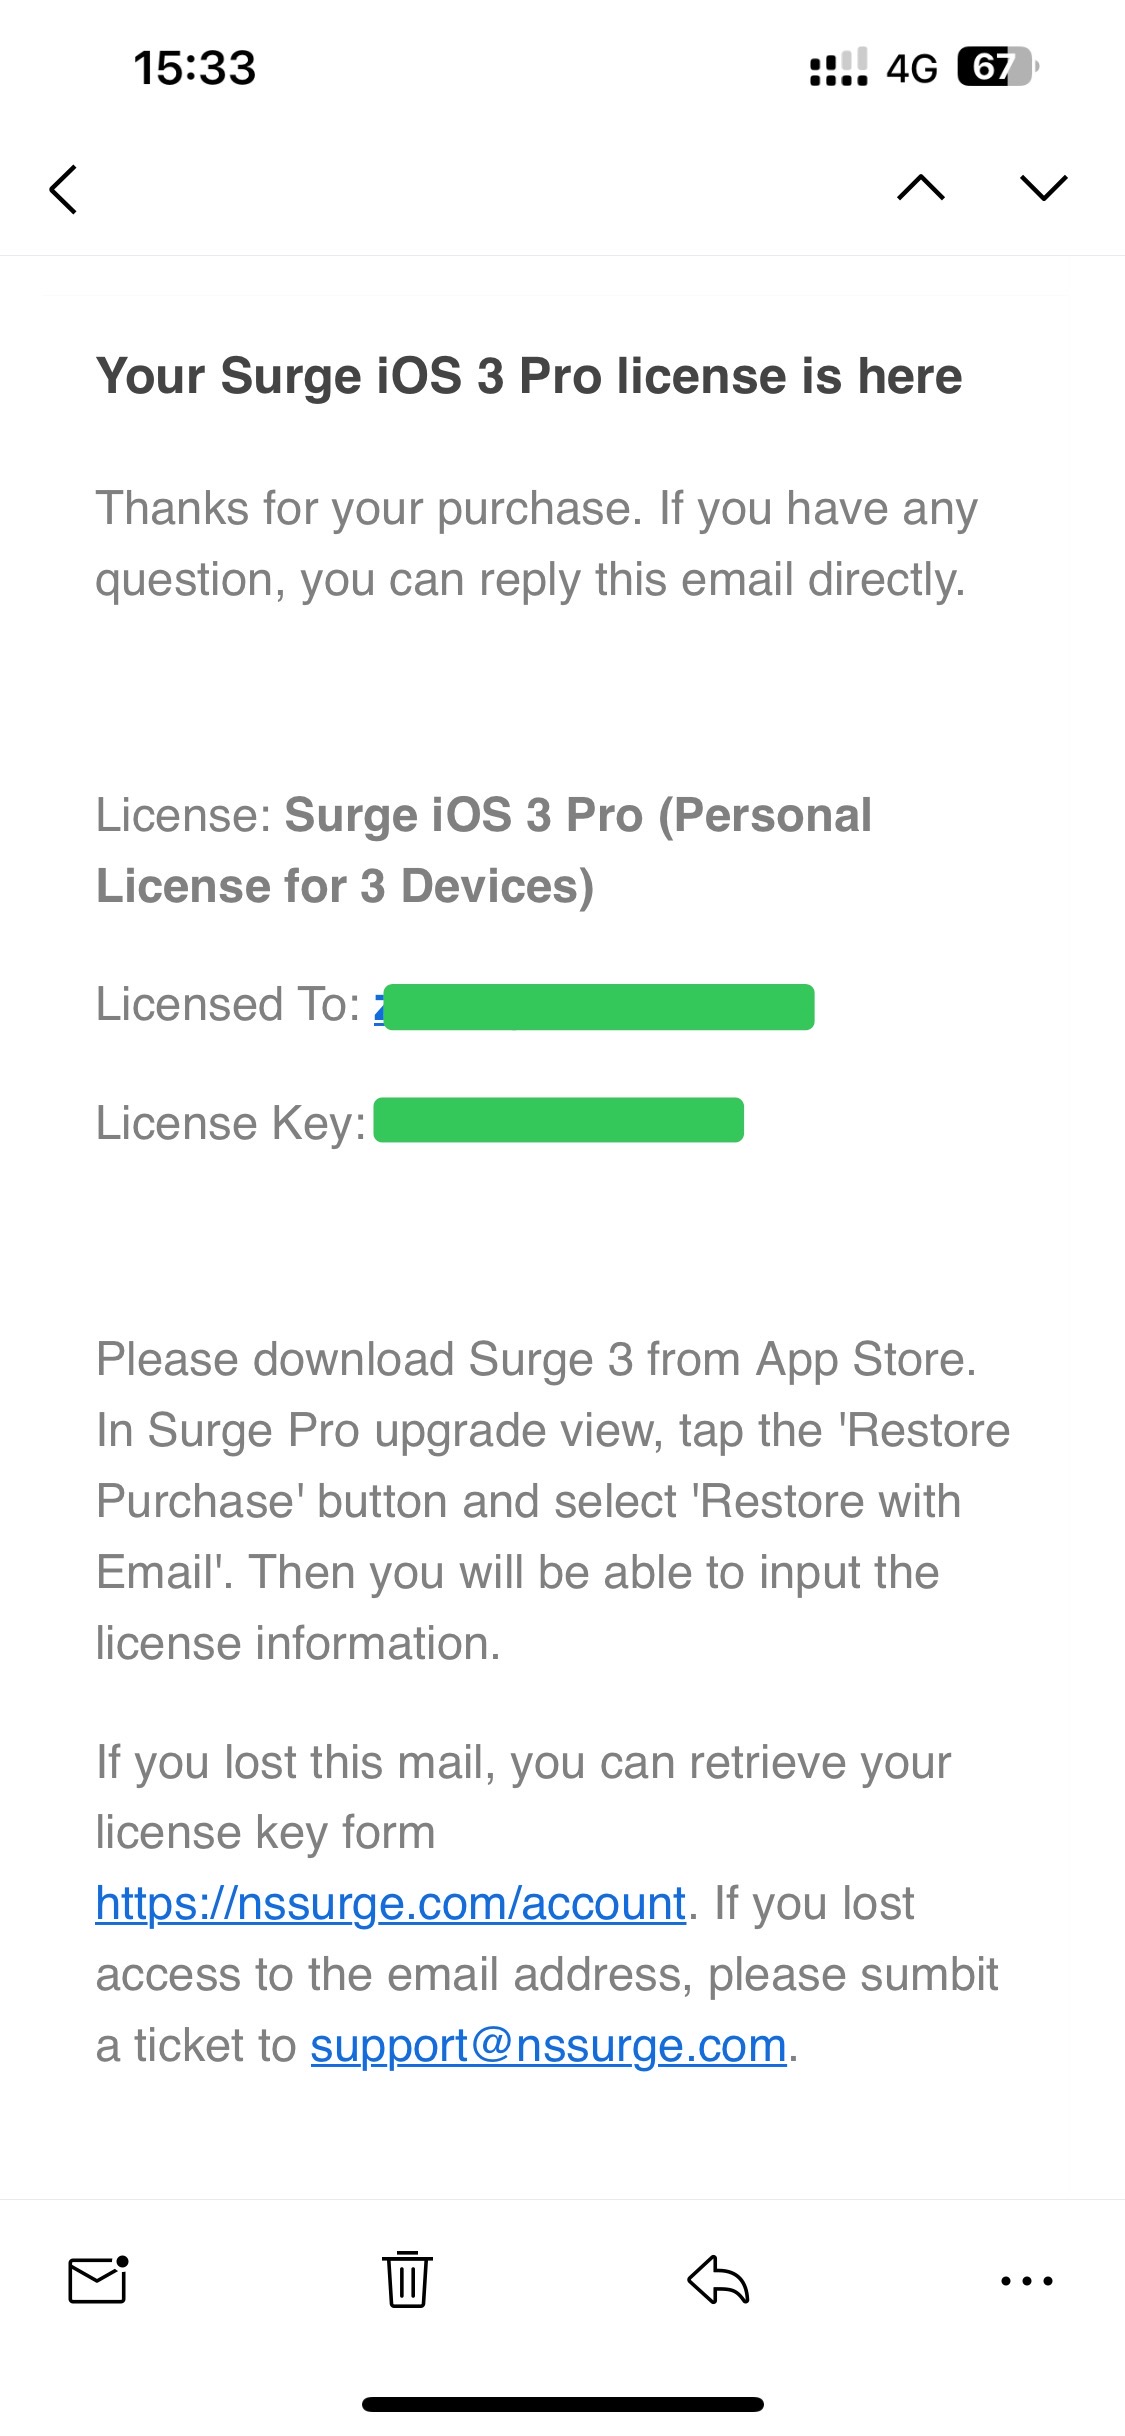 15:33
4G
67
Your Surge iOS 3 Pro license is here
Thanks for your purchase. If you have any
question, you can reply this email directly.
License: Surge iOS 3 Pro (Personal
License for 3 Devices)
Licensed To:
License Key:
Please download Surge 3 from App Store.
In Surge Pro upgrade view, tap the 'Restore
Purchase' button and select 'Restore with
Email'. Then you will be able to input the
license information.
If you lost this mail, you can retrieve your
license key form
https://nssurge.com/account. If you lost
access to the email address, please sumbit
a ticket to support@nssurge.com.